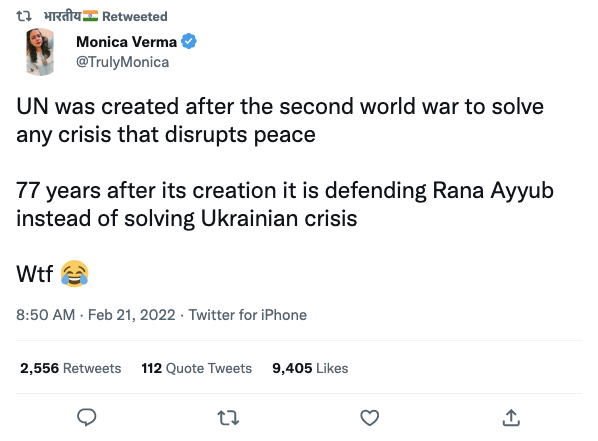 भारतीय🇮🇳 Retweeted
Monica Verma
@TrulyMonica
UN was created after the second world war to solve
any crisis that disrupts peace
77 years after its creation it is defending Rana Ayyub
instead of solving Ukrainian crisis
Wtf 😂
8:50 AM · Feb 21, 2022 · Twitter for iPhone
2,556 Retweets 112 Quote Tweets 9,405 Likes